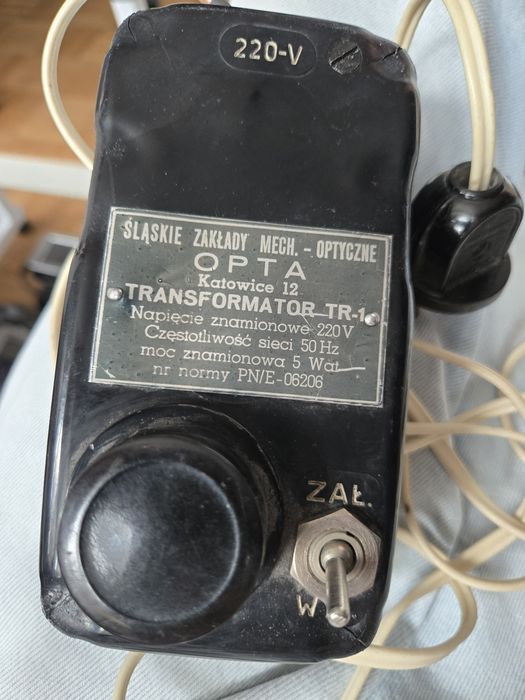 220-V
ŚLĄSKIE ZAKŁADY MECH. - OPTYCZNE
OPTA
Katowice 12
TRANSFORMATOR TR-1
Napięcie znamionowe 220 V
Częsiotliwość sieci 50 Hz
moc znamionowa 5 Wat
nr normy PN/E-06206
ZAŁ.
W